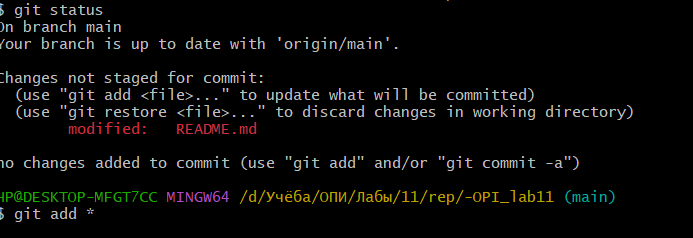 $ git status
On branch main
Your branch is up to date with 'origin/main'.
Changes not staged for commit:
(use "git add <file>..." to update what will be committed)
(use "git restore <file>..." to discard changes in working directory)
modified: README.md
no changes added to commit (use "git add" and/or "git commit -a")
HP@DESKTOP-MFGT7CC MINGW64 /d/Учёба/ОПИ/Лабы/11/rep/-OPI_lab11 (main)
$ git add *